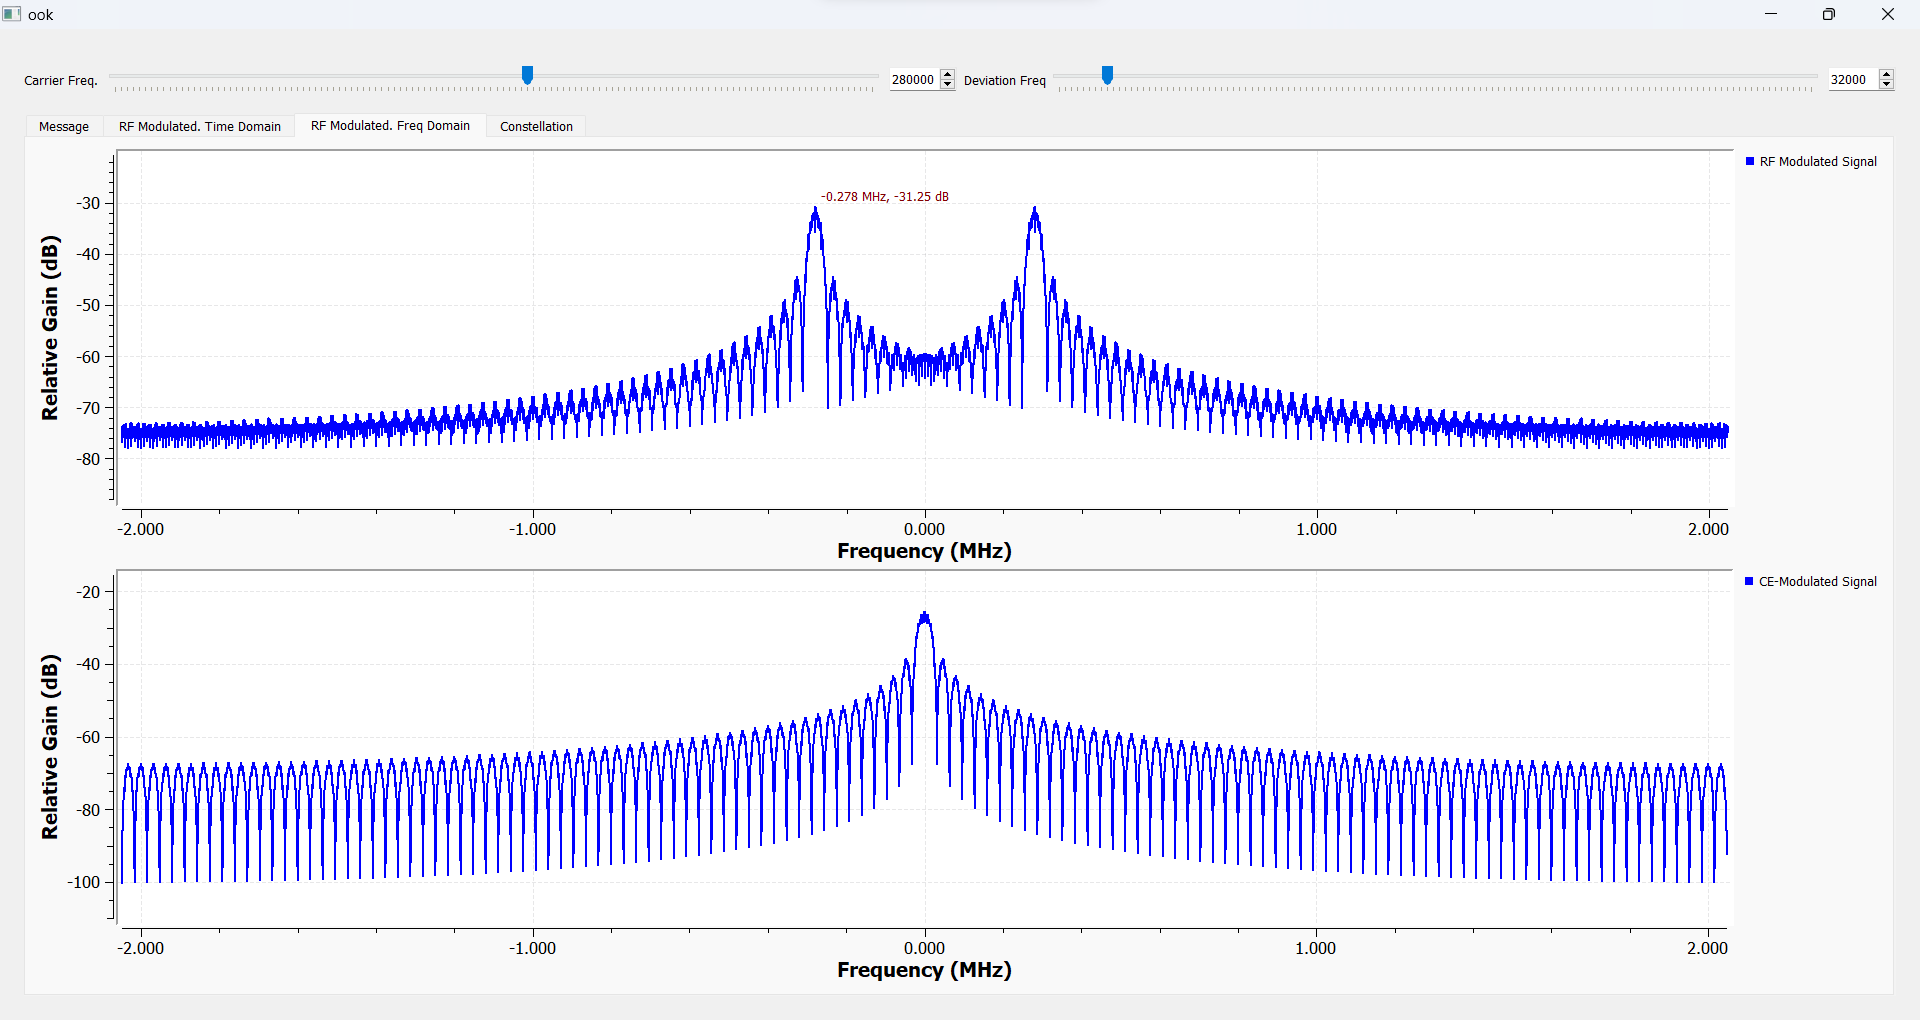 ook
Carrier Freq. 280000 Deviation Freq 32000
Message RF Modulated. Time Domain RF Modulated. Freq Domain Constellation
RF Modulated Signal
-0.278 MHz, -31.25 dB
Relative Gain (dB)
-30
-40
-50
-60
-70
-80
-2.000 -1.000 0.000 1.000 2.000
Frequency (MHz)
CE-Modulated Signal
Relative Gain (dB)
-20
-40
-60
-80
-100
-2.000 -1.000 0.000 1.000 2.000
Frequency (MHz)